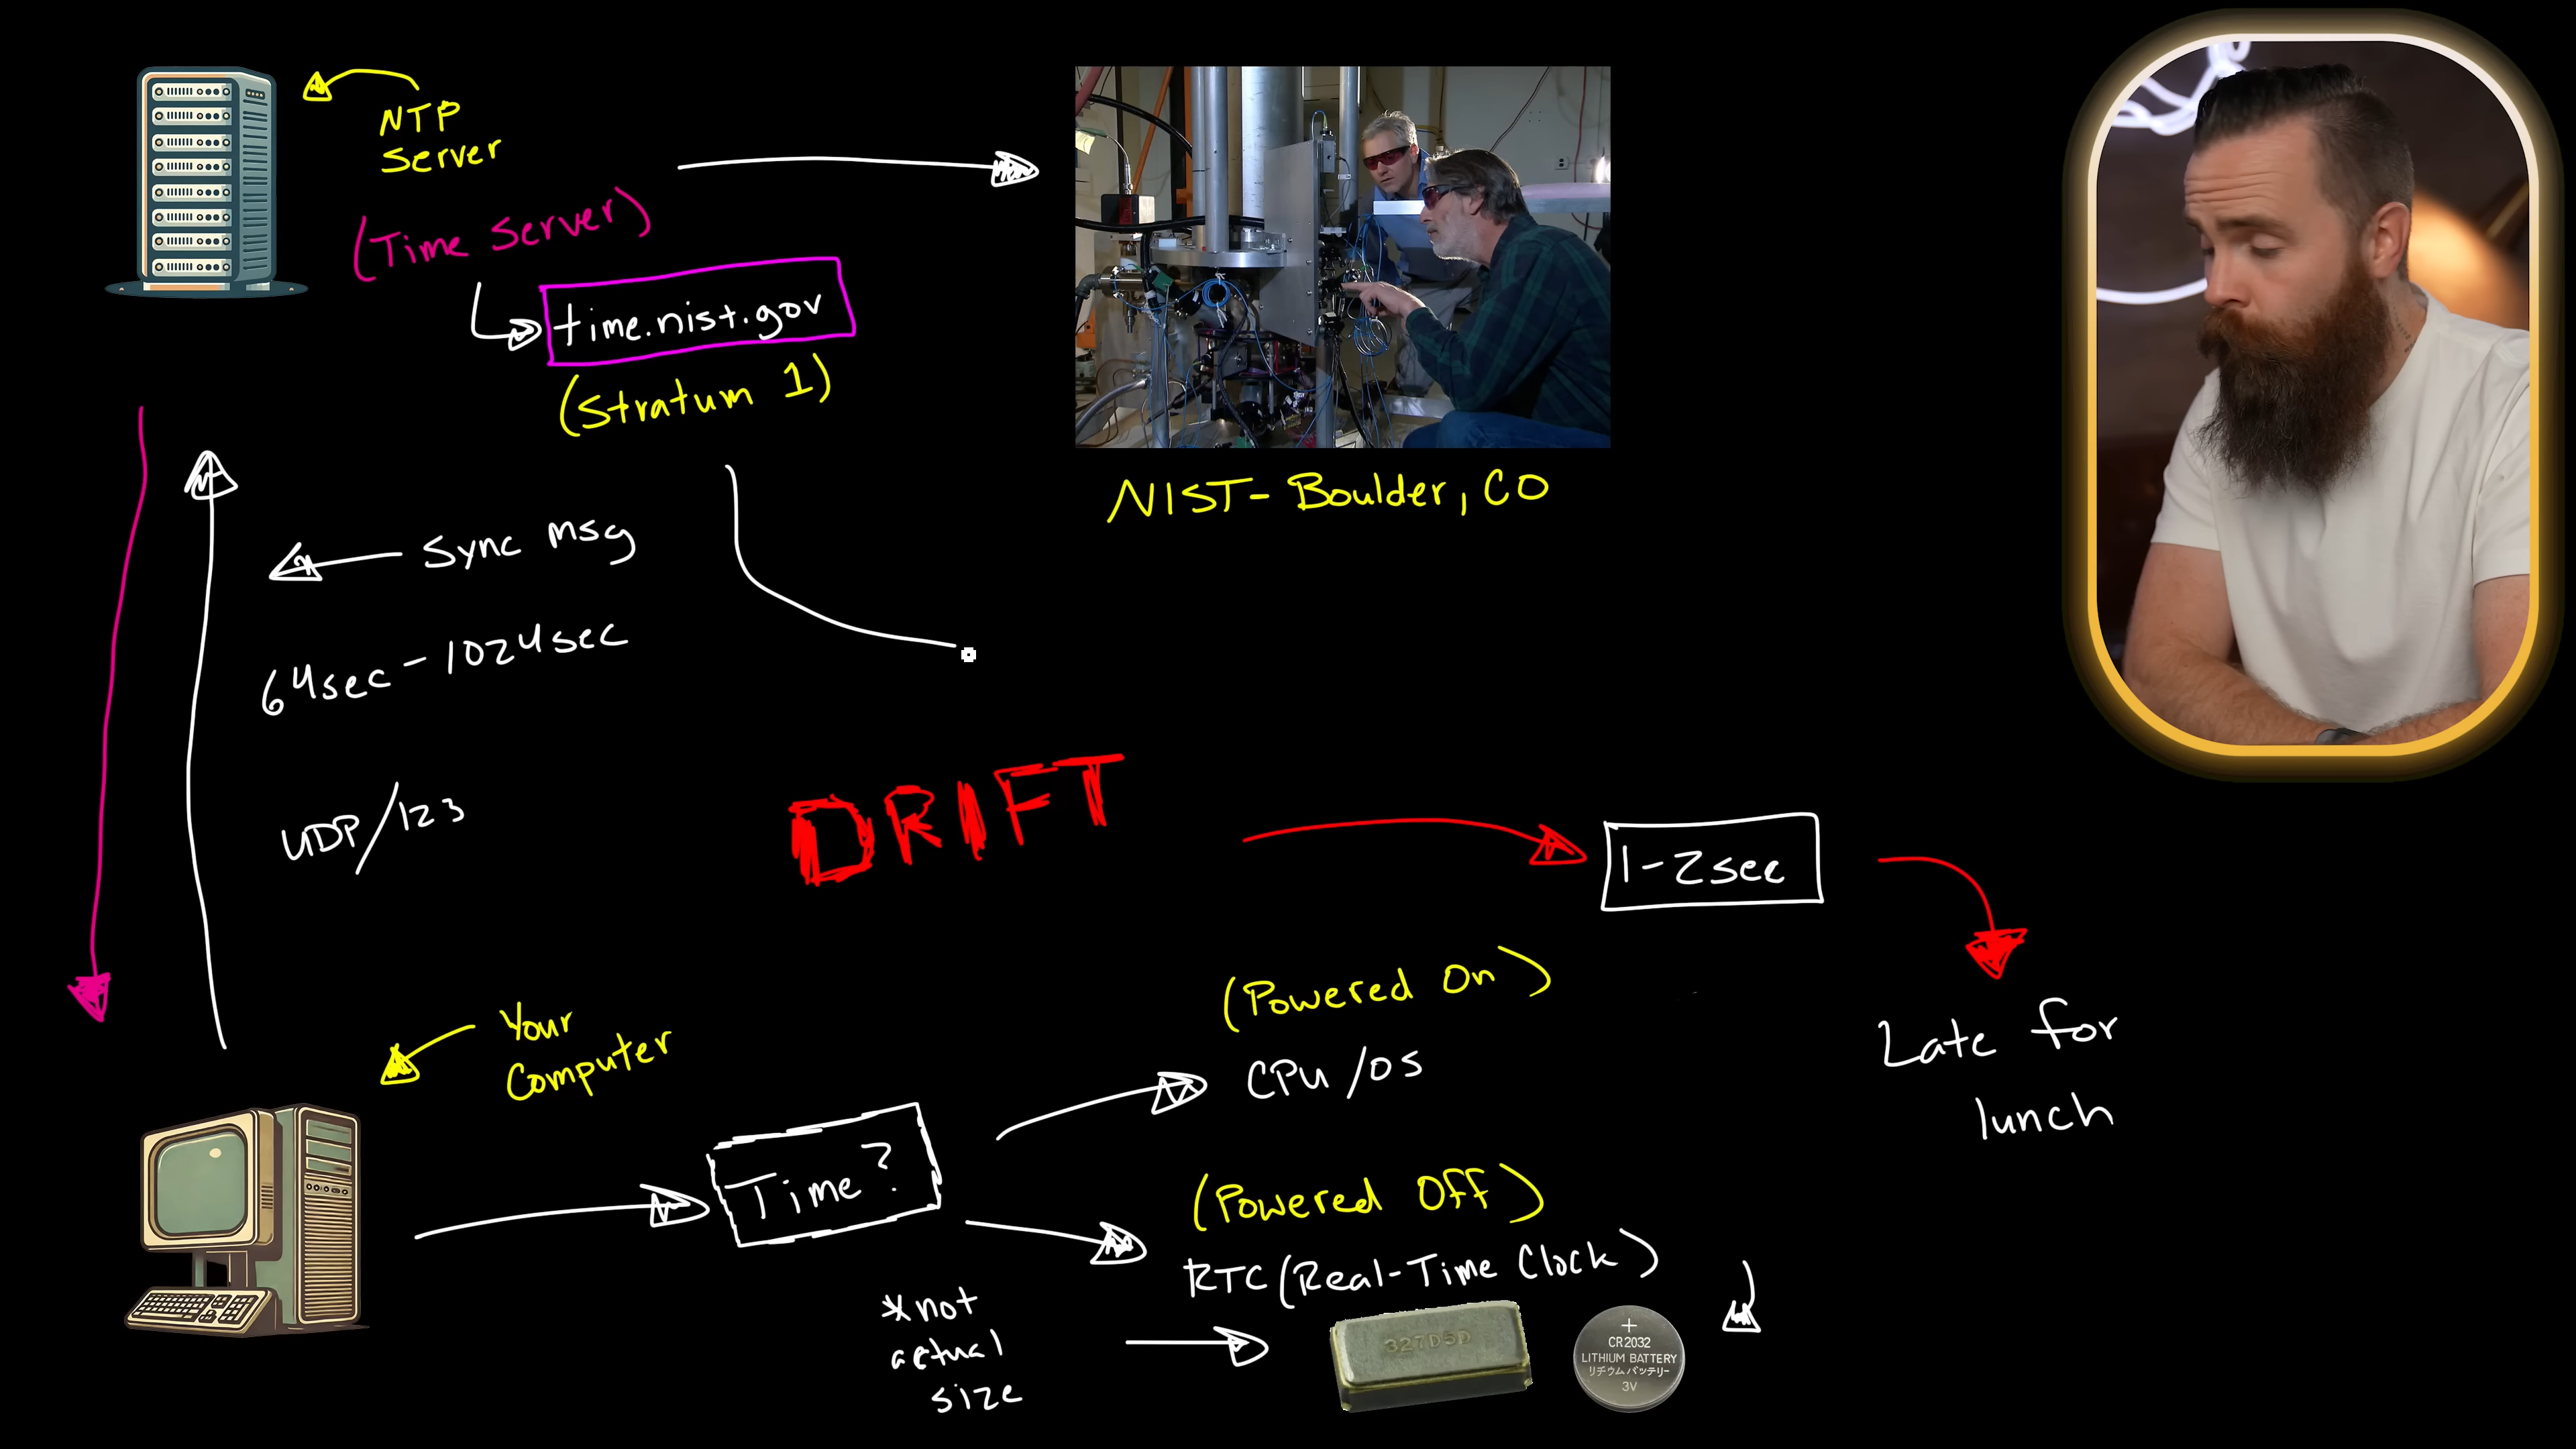 NTP
Server
(Time Server)
time.nist.gov
(Stratum 1)
NIST- Boulder, CO
Sync msg
64sec - 1024sec
UDP/123
DRIFT
1-2sec
Late for
lunch
Your
Computer
Time?
(Powered On)
CPU/OS
(Powered Off)
RTC (Real-Time Clock)
*not
actual
size
327D5D
+
CR2032
LITHIUM BATTERY
リチウムバッテリー
3V